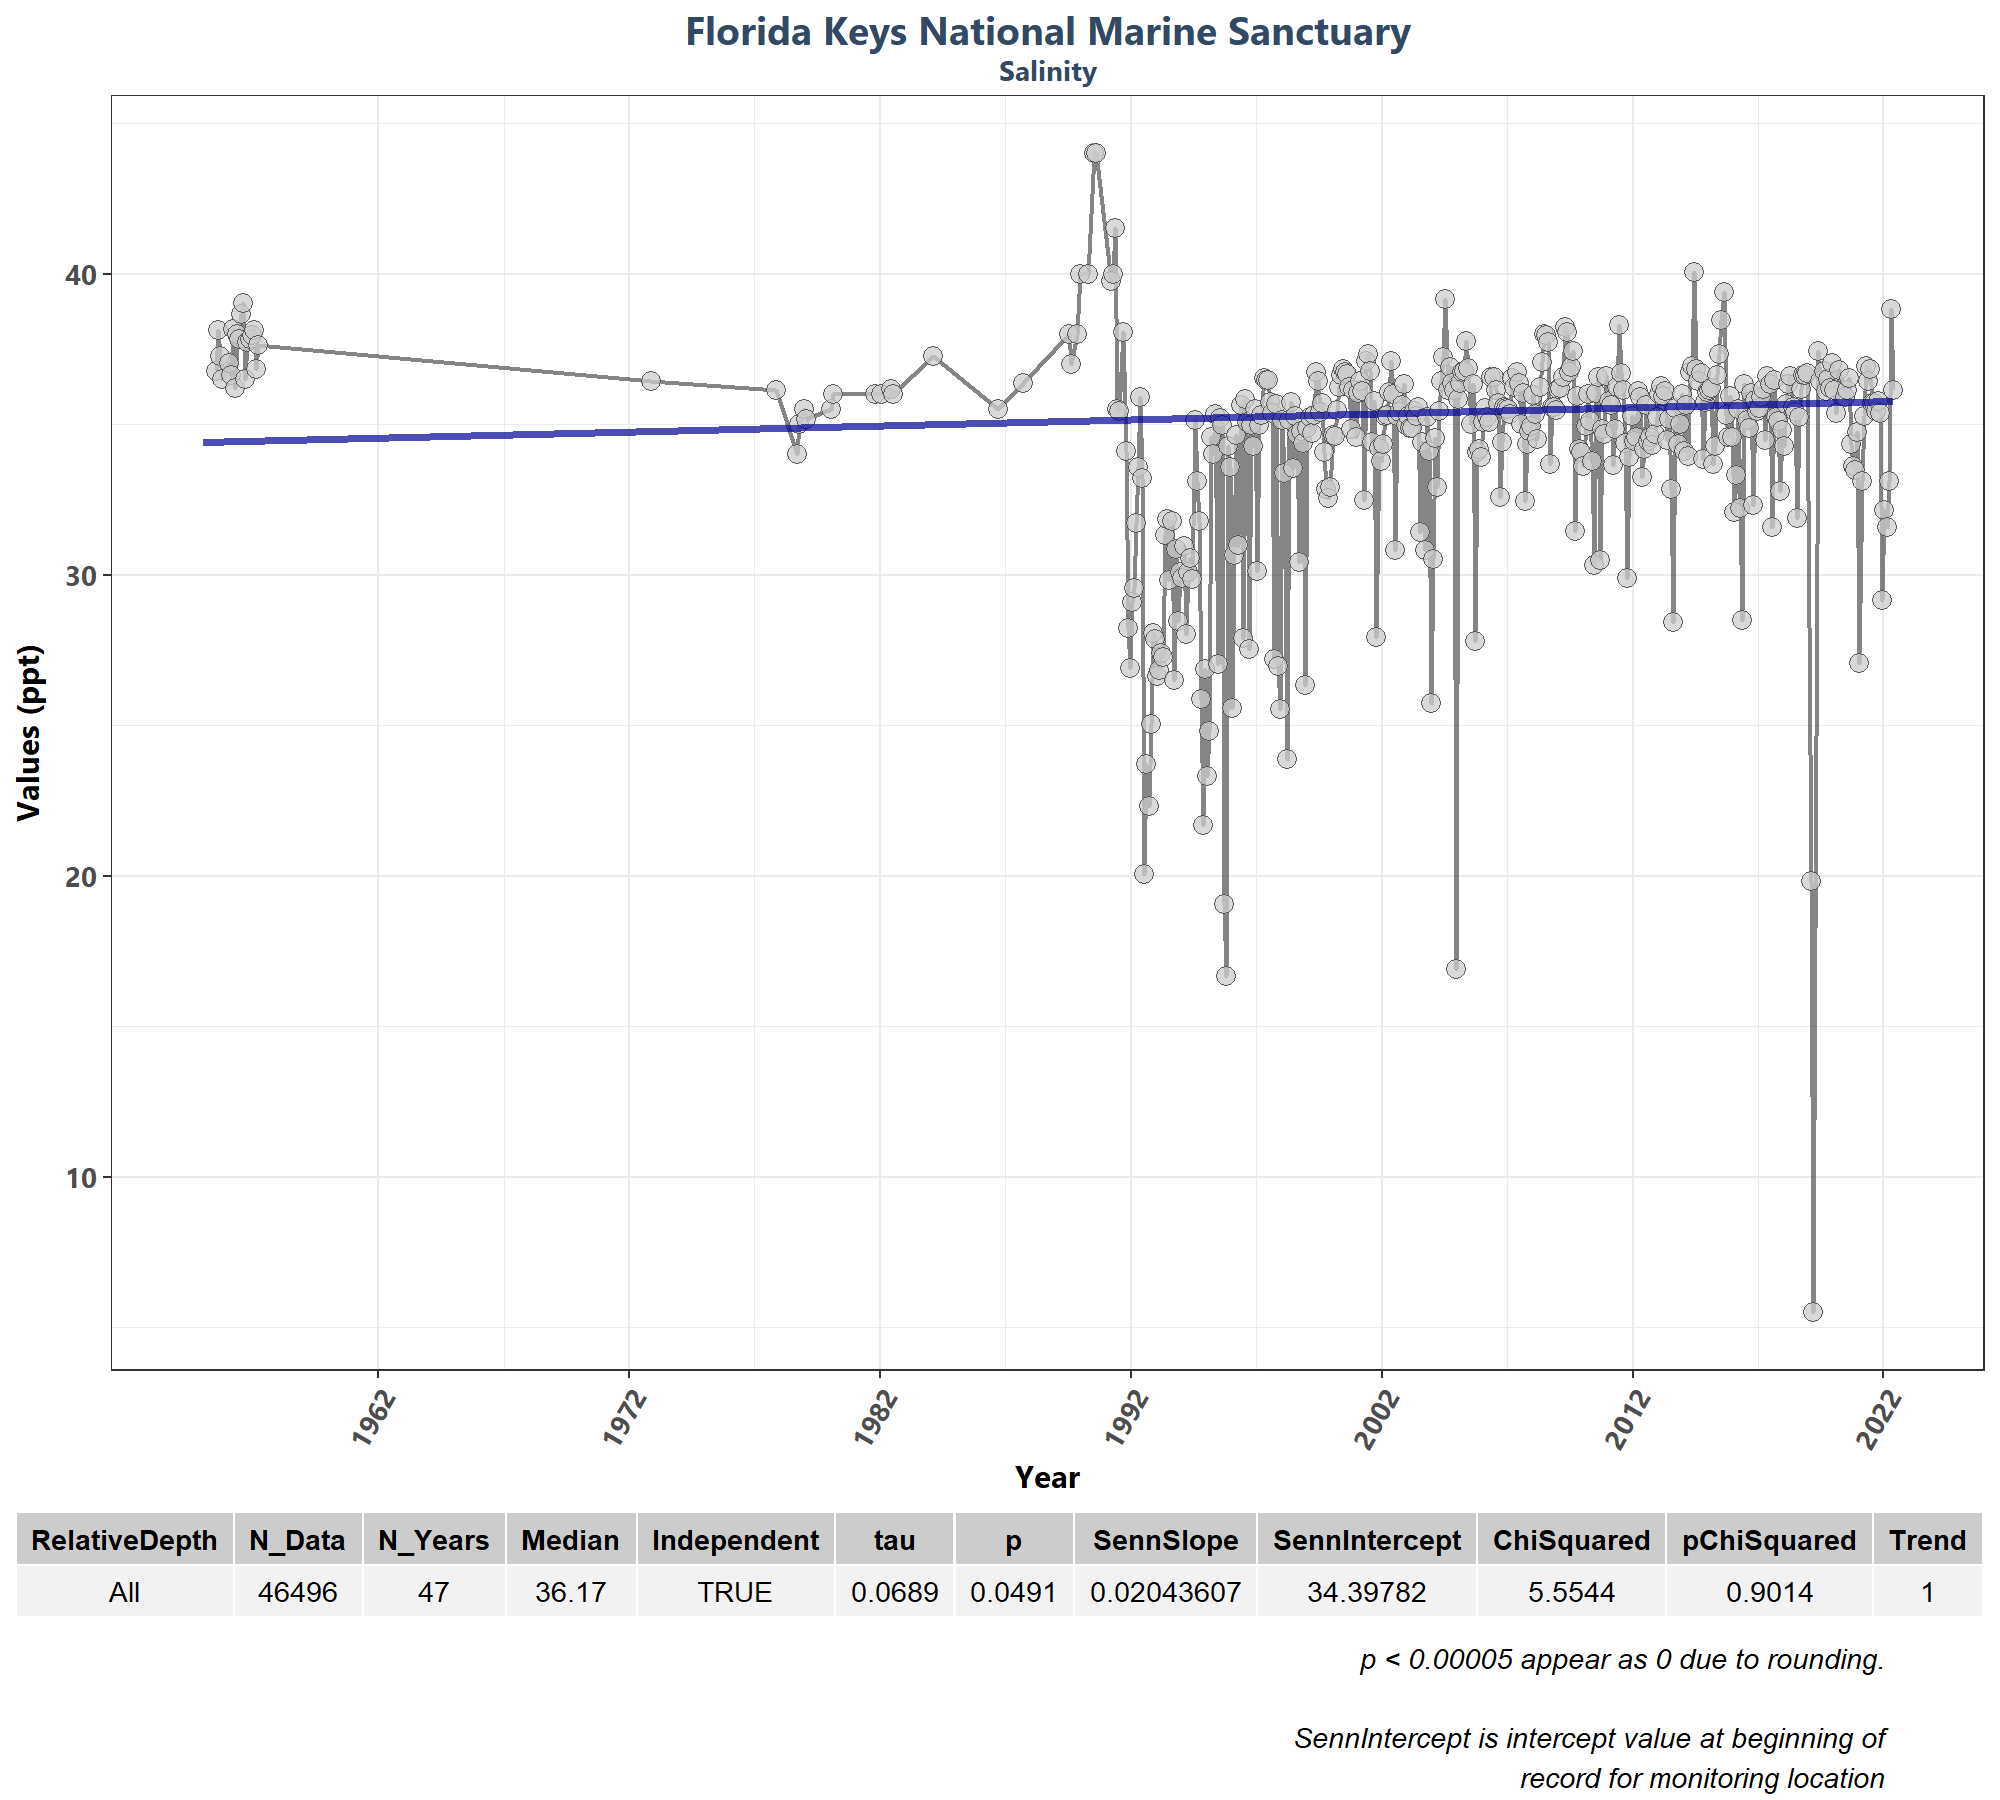 Florida Keys National Marine Sanctuary
Salinity
40
30
20
10
Values (ppt)
1962
1972
1982
1992
2002
2012
2022
Year
RelativeDepth N_Data N_Years Median Independent tau p SennSlope SennIntercept ChiSquared pChiSquared Trend
All 46496 47 36.17 TRUE 0.0689 0.0491 0.02043607 34.39782 5.5544 0.9014 1
p < 0.00005 appear as 0 due to rounding.
SennIntercept is intercept value at beginning of
record for monitoring location